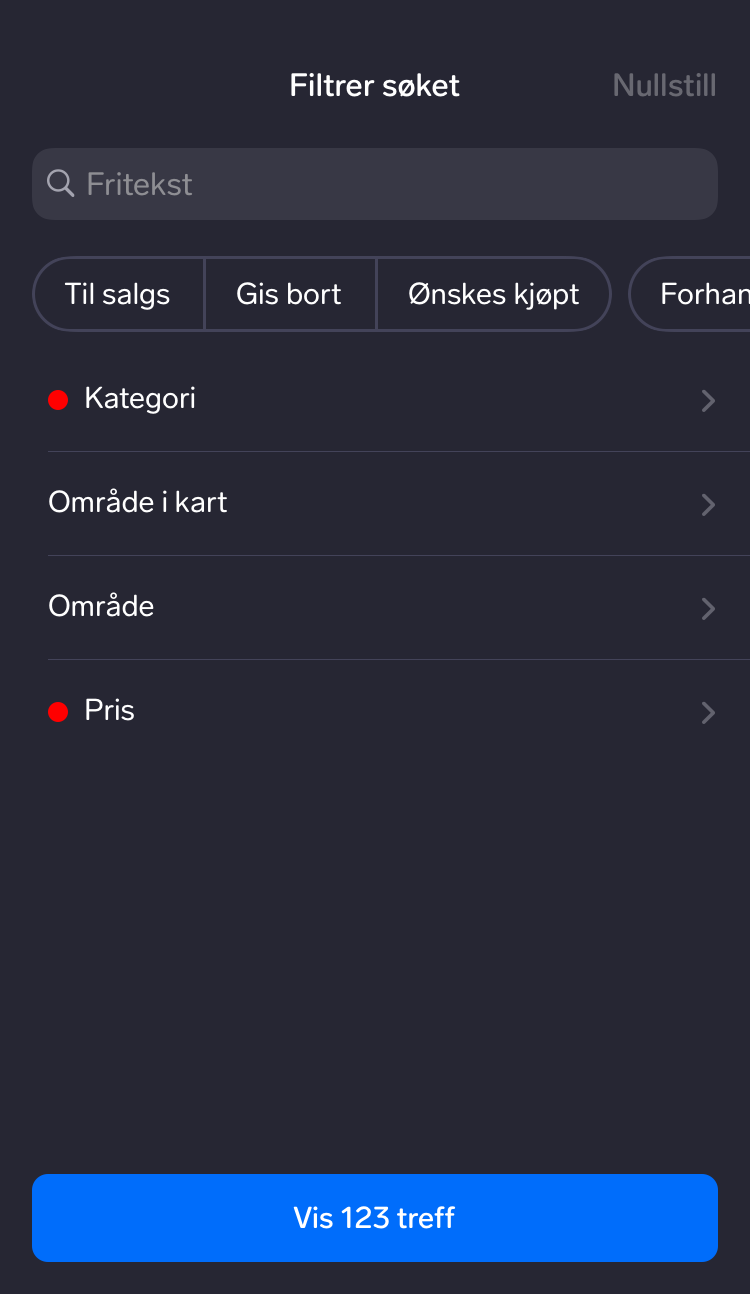 Filtrer søket
Nullstill
Fritekst
Til salgs
Gis bort
Ønskes kjøpt
Forhan
Kategori
Område i kart
Område
Pris
Vis 123 treff